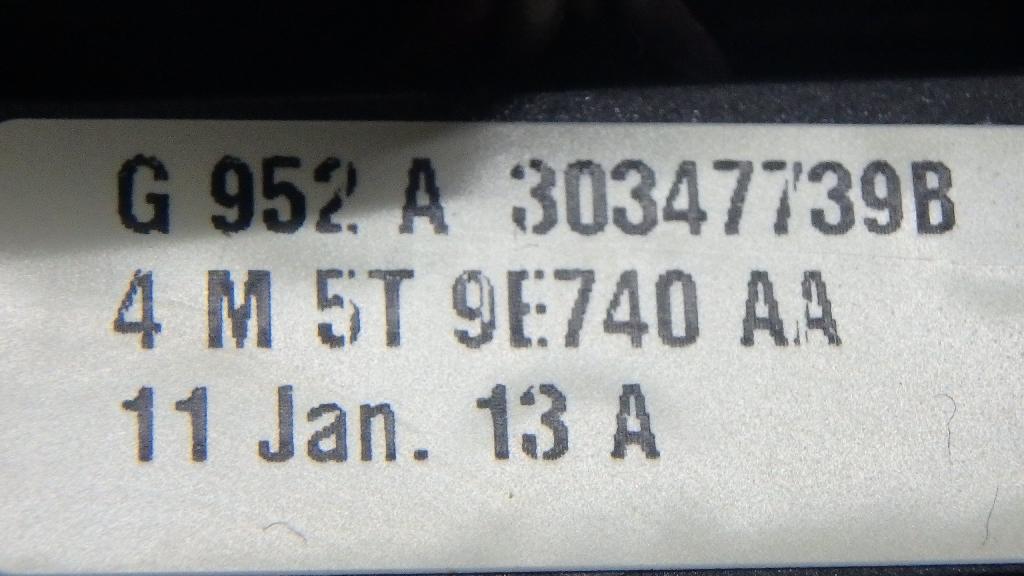 G 952 A 30347739B
4 M 5T 9E740 AA
11 Jan. 13 A